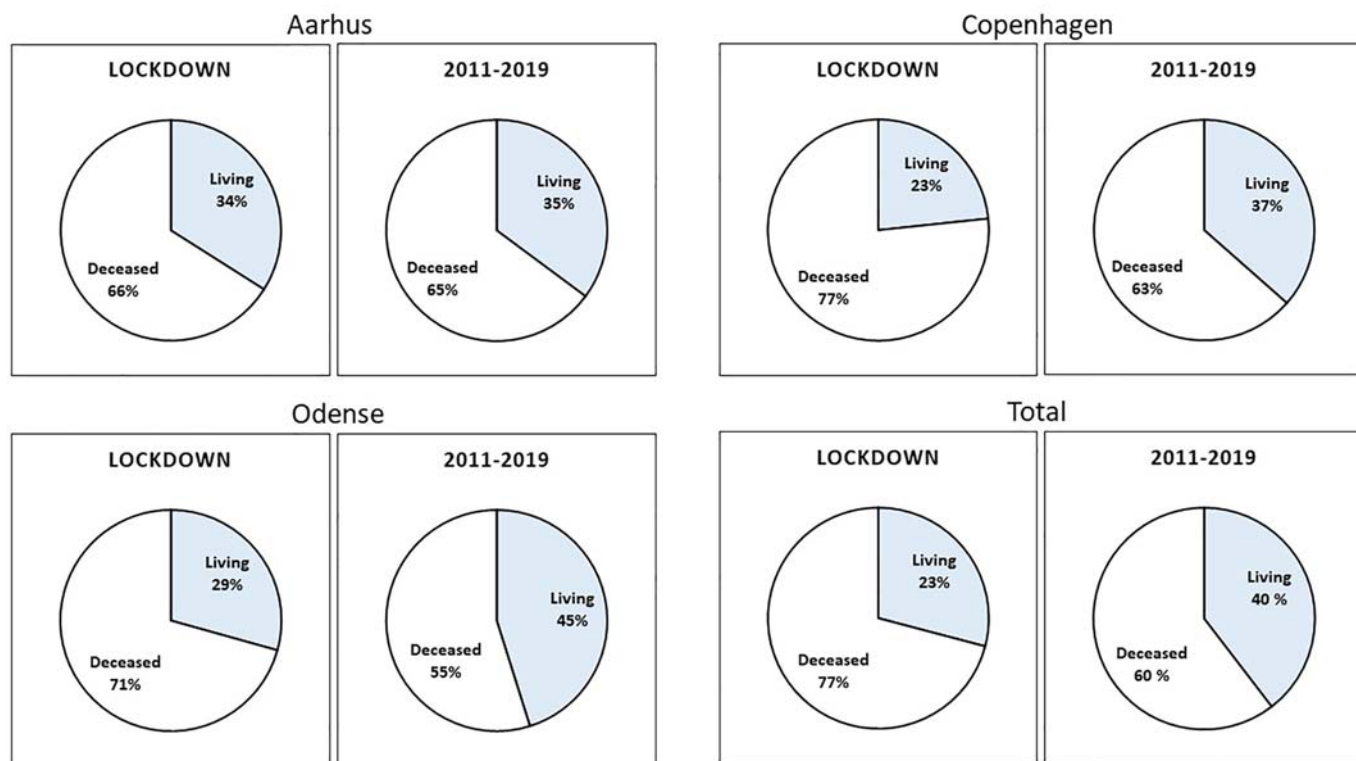 Aarhus
LOCKDOWN
Living
34%
Deceased
66%
2011-2019
Living
35%
Deceased
65%
Copenhagen
LOCKDOWN
Living
23%
Deceased
77%
2011-2019
Living
37%
Deceased
63%
Odense
LOCKDOWN
Living
29%
Deceased
71%
2011-2019
Living
45%
Deceased
55%
Total
LOCKDOWN
Living
23%
Deceased
77%
2011-2019
Living
40 %
Deceased
60 %